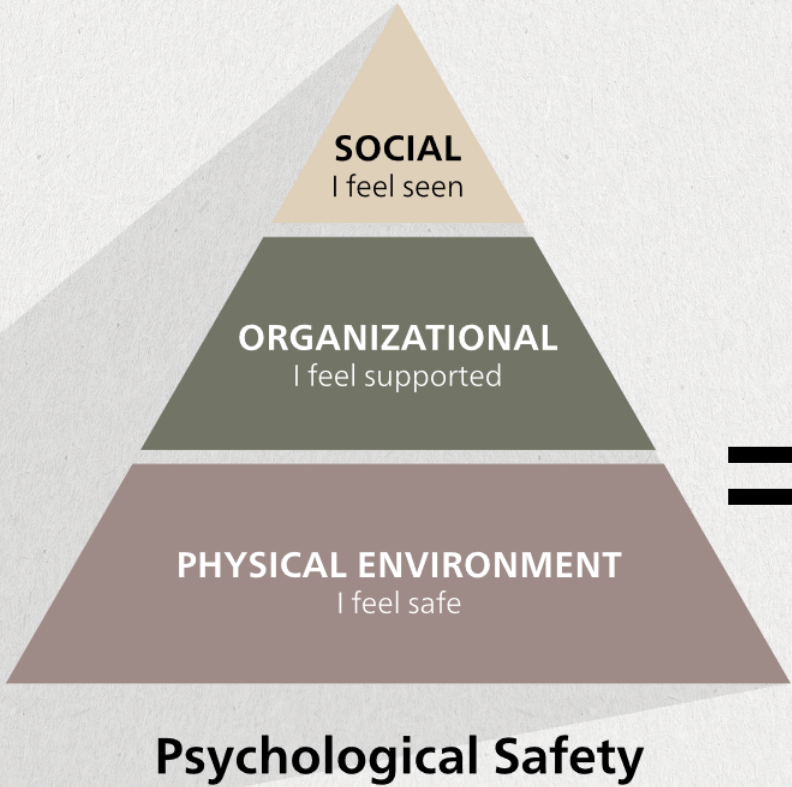 SOCIAL
I feel seen
ORGANIZATIONAL
I feel supported
PHYSICAL ENVIRONMENT
I feel safe
=
Psychological Safety